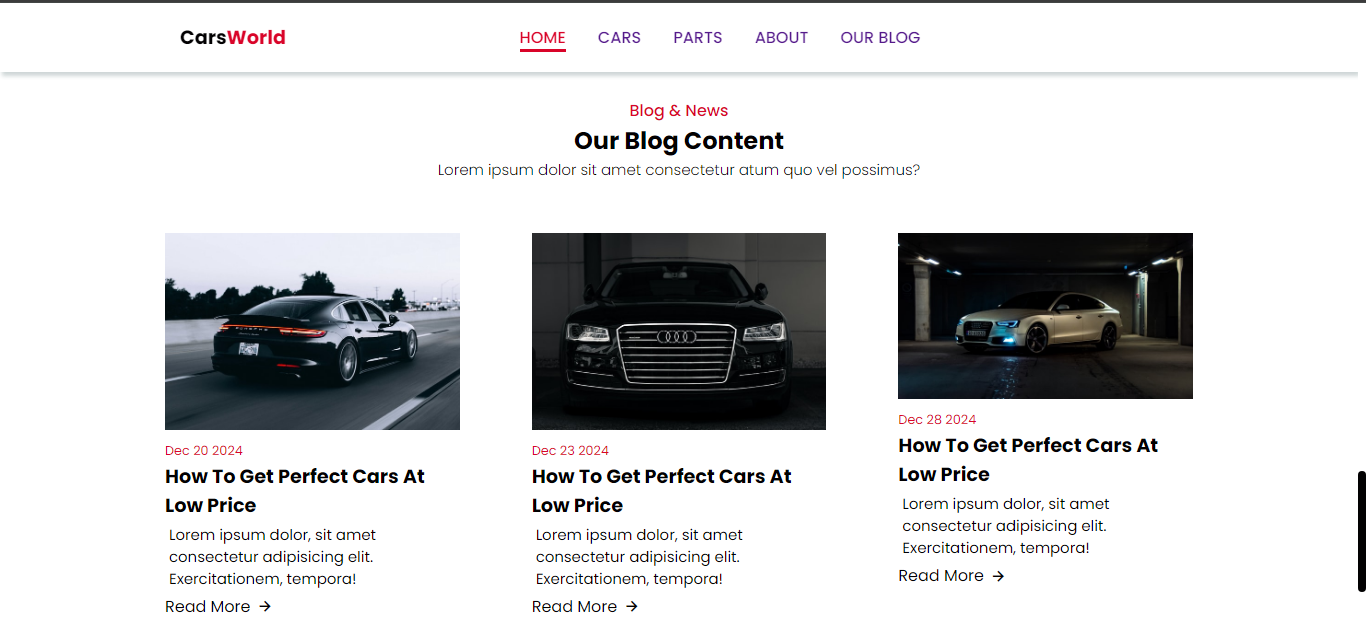 CarsWorld
HOME
CARS
PARTS
ABOUT
OUR BLOG
Blog & News
Our Blog Content
Lorem ipsum dolor sit amet consectetur atum quo vel possimus?
Dec 20 2024
How To Get Perfect Cars At
Low Price
Lorem ipsum dolor, sit amet
consectetur adipisicing elit.
Exercitationem, tempora!
Read More →
Dec 23 2024
How To Get Perfect Cars At
Low Price
Lorem ipsum dolor, sit amet
consectetur adipisicing elit.
Exercitationem, tempora!
Read More →
Dec 28 2024
How To Get Perfect Cars At
Low Price
Lorem ipsum dolor, sit amet
consectetur adipisicing elit.
Exercitationem, tempora!
Read More →